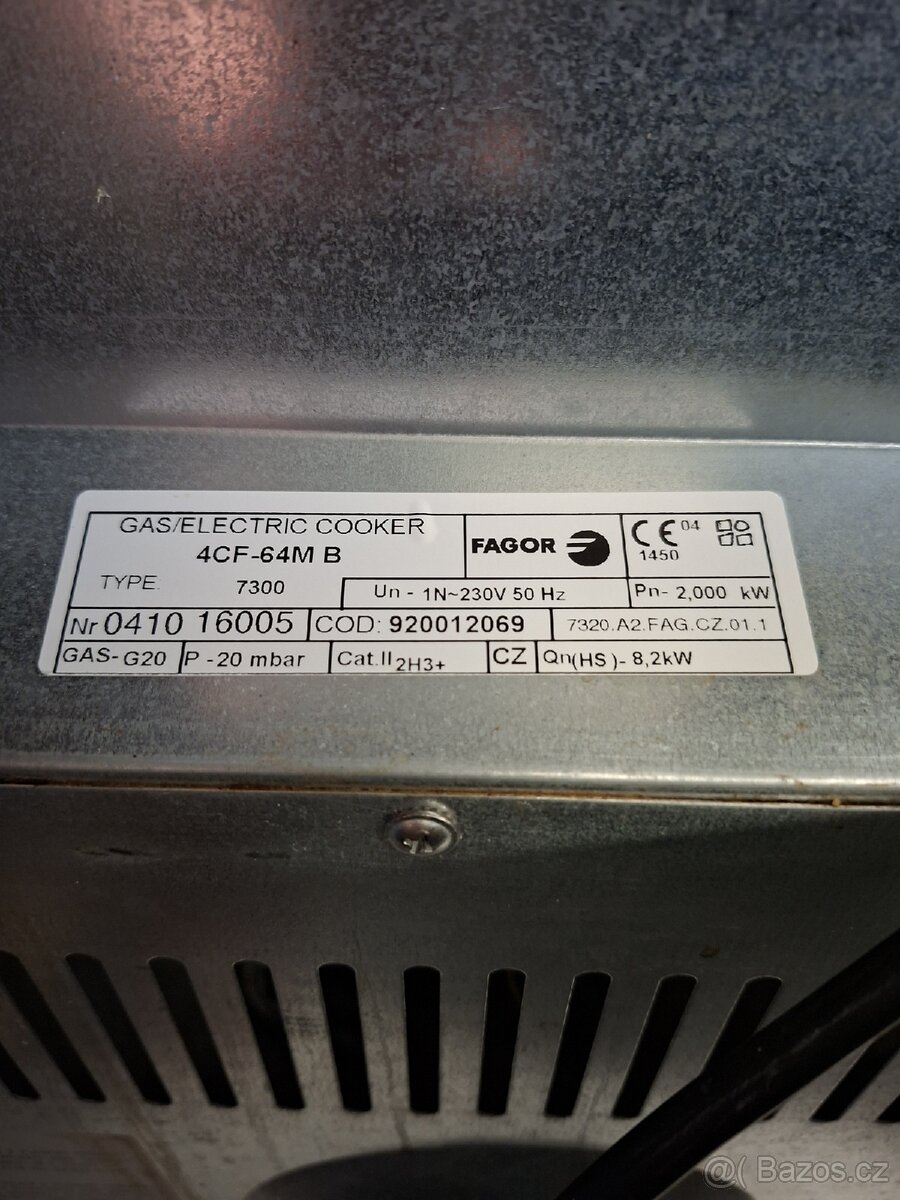 GAS/ELECTRIC COOKER
4CF-64M B
TYPE. 7300
FAGOR
CE 04
1450
Un - 1N~230V 50 Hz
Pn- 2,000 kW
Nr 0410 16005
COD: 920012069
7320.A2.FAG.CZ.01.1
GAS-G20
P -20 mbar
Cat.II2H3+
CZ
Qn(HS)- 8,2kW
@( Bazos.cz